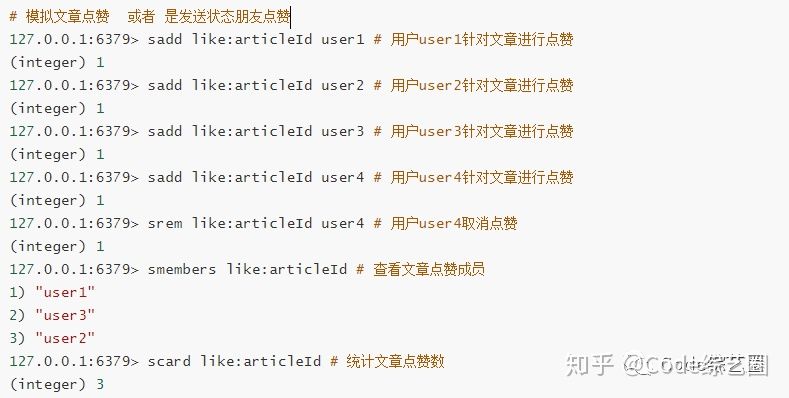 # 模拟文章点赞  或者 是发送状态朋友点赞
127.0.0.1:6379> sadd like:articleId user1 # 用户user1针对文章进行点赞
(integer) 1
127.0.0.1:6379> sadd like:articleId user2 # 用户user2针对文章进行点赞
(integer) 1
127.0.0.1:6379> sadd like:articleId user3 # 用户user3针对文章进行点赞
(integer) 1
127.0.0.1:6379> sadd like:articleId user4 # 用户user4针对文章进行点赞
(integer) 1
127.0.0.1:6379> srem like:articleId user4 # 用户user4取消点赞
(integer) 1
127.0.0.1:6379> smembers like:articleId # 查看文章点赞成员
1) "user1"
2) "user3"
3) "user2"
127.0.0.1:6379> scard like:articleId # 统计文章点赞数
(integer) 3
知乎 @Code综艺圈